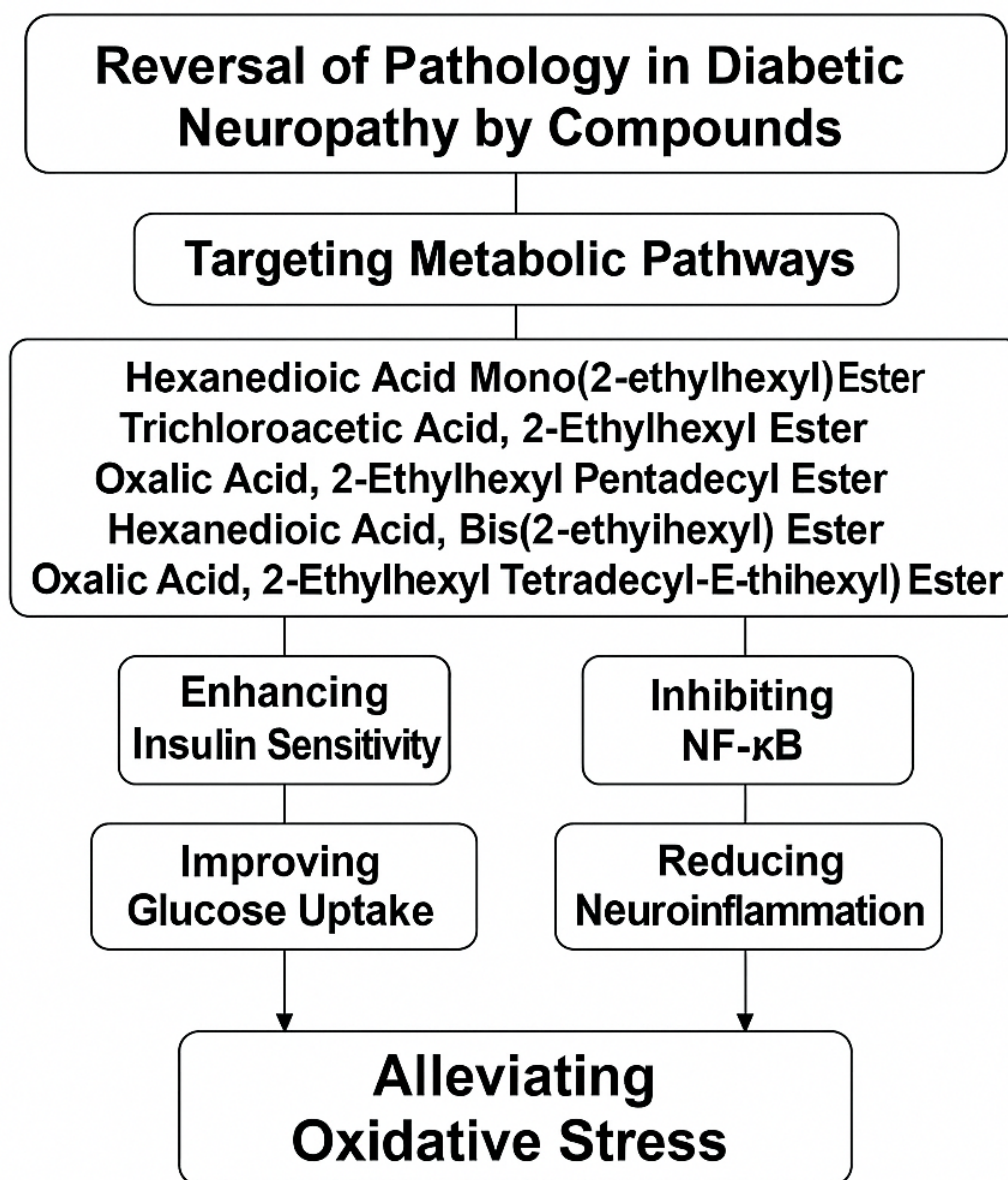 Reversal of Pathology in Diabetic
Neuropathy by Compounds
Targeting Metabolic Pathways
Hexanedioic Acid Mono(2-ethylhexyl) Ester
Trichloroacetic Acid, 2-Ethylhexyl Ester
Oxalic Acid, 2-Ethylhexyl Pentadecyl Ester
Hexanedioic Acid, Bis(2-ethyihexyl) Ester
Oxalic Acid, 2-Ethylhexyl Tetradecyl-E-thihexyl) Ester
Enhancing
Insulin Sensitivity
Inhibiting
NF-κB
Improving
Glucose Uptake
Reducing
Neuroinflammation
Alleviating
Oxidative Stress